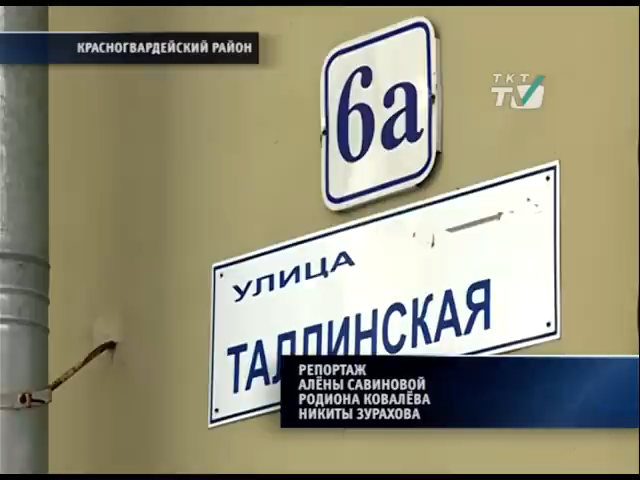 КРАСНОГВАРДЕЙСКИЙ РАЙОН
ТКТ
TV
6а
УЛИЦА
ТАЛЛИНСКАЯ
РЕПОРТАЖ
АЛЁНЫ САВИНОВОЙ
РОДИОНА КОВАЛЁВА
НИКИТЫ ЗУРАХОВА